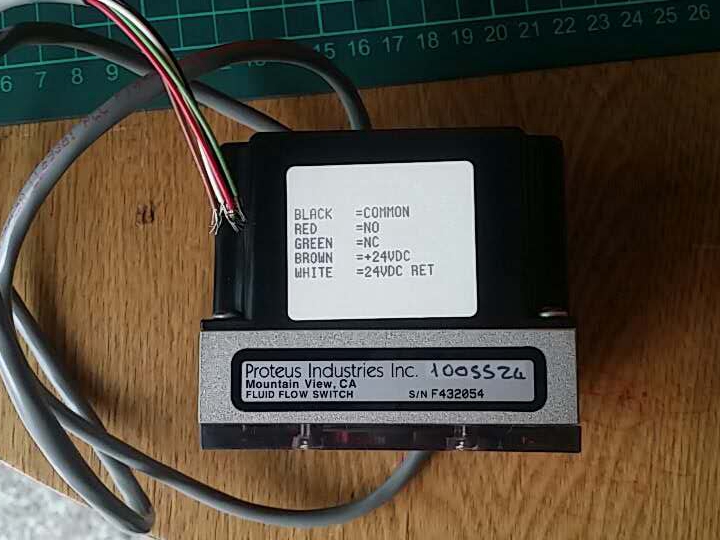 6 7 8 9 15 16 17 18 19 20 21 22 23 24 25 26
BLACK =COMMON
RED =NO
GREEN =NC
BROWN =+24VDC
WHITE =24VDC RET
Proteus Industries Inc. 100SS24
Mountain View, CA
FLUID FLOW SWITCH S/N F432054